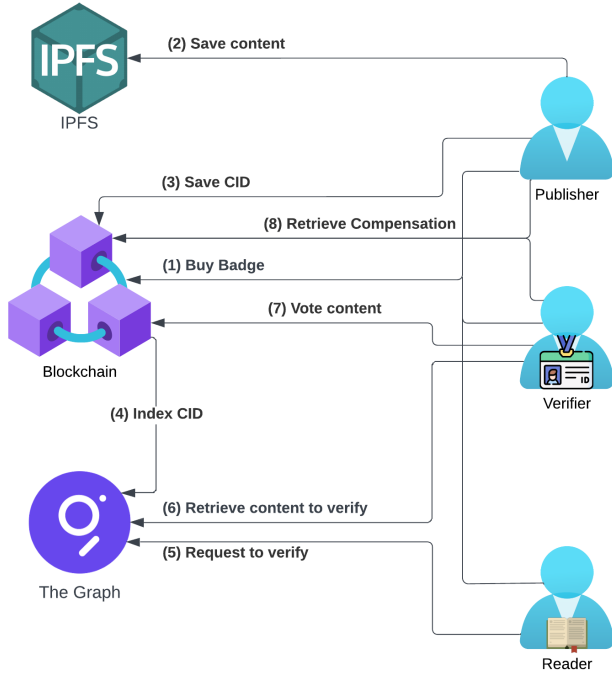 (2) Save content
IPFS
IPFS
Publisher
(3) Save CID
(8) Retrieve Compensation
(1) Buy Badge
(7) Vote content
Blockchain
ID
Verifier
(4) Index CID
(6) Retrieve content to verify
(5) Request to verify
The Graph
Reader